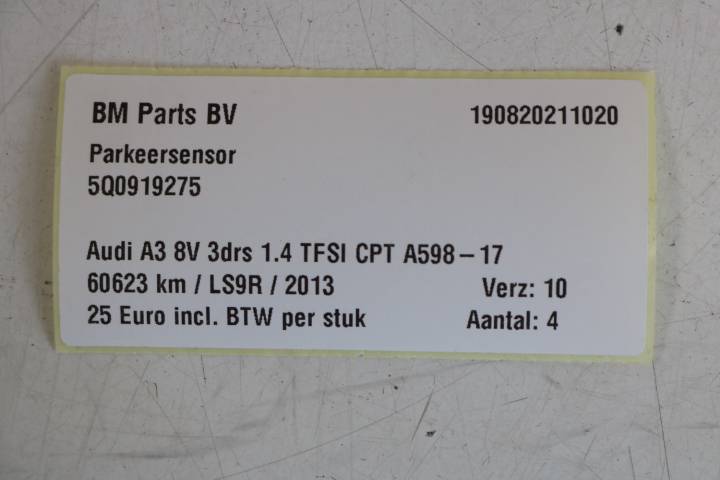 BM Parts BV 190820211020
Parkeersensor
5Q0919275
Audi A3 8V 3drs 1.4 TFSI CPT A598-17
60623 km / LS9R / 2013 Verz: 10
25 Euro incl. BTW per stuk Aantal: 4